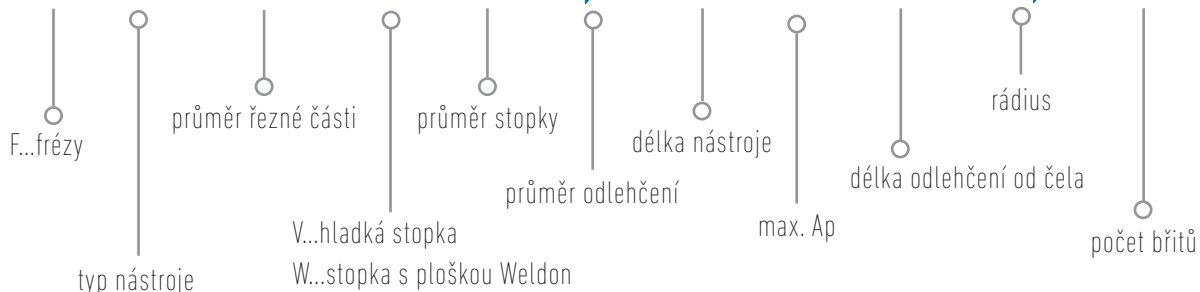 F...frézy
typ nástroje
průměr řezné části
V...hladká stopka
W...stopka s ploškou Weldon
průměr stopky
průměr odlehčení
délka nástroje
max. Ap
délka odlehčení od čela
rádius
počet břitů